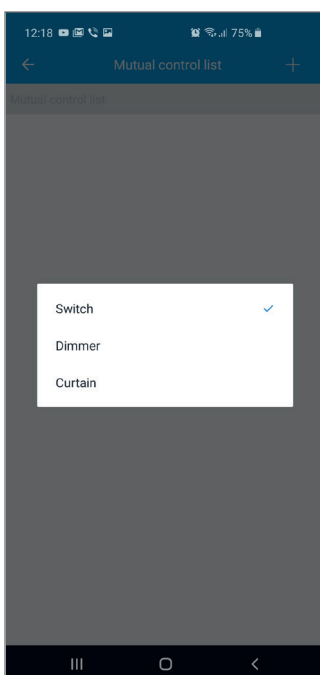 12:18 75%
Mutual control list
Mutual control list
Switch
Dimmer
Curtain